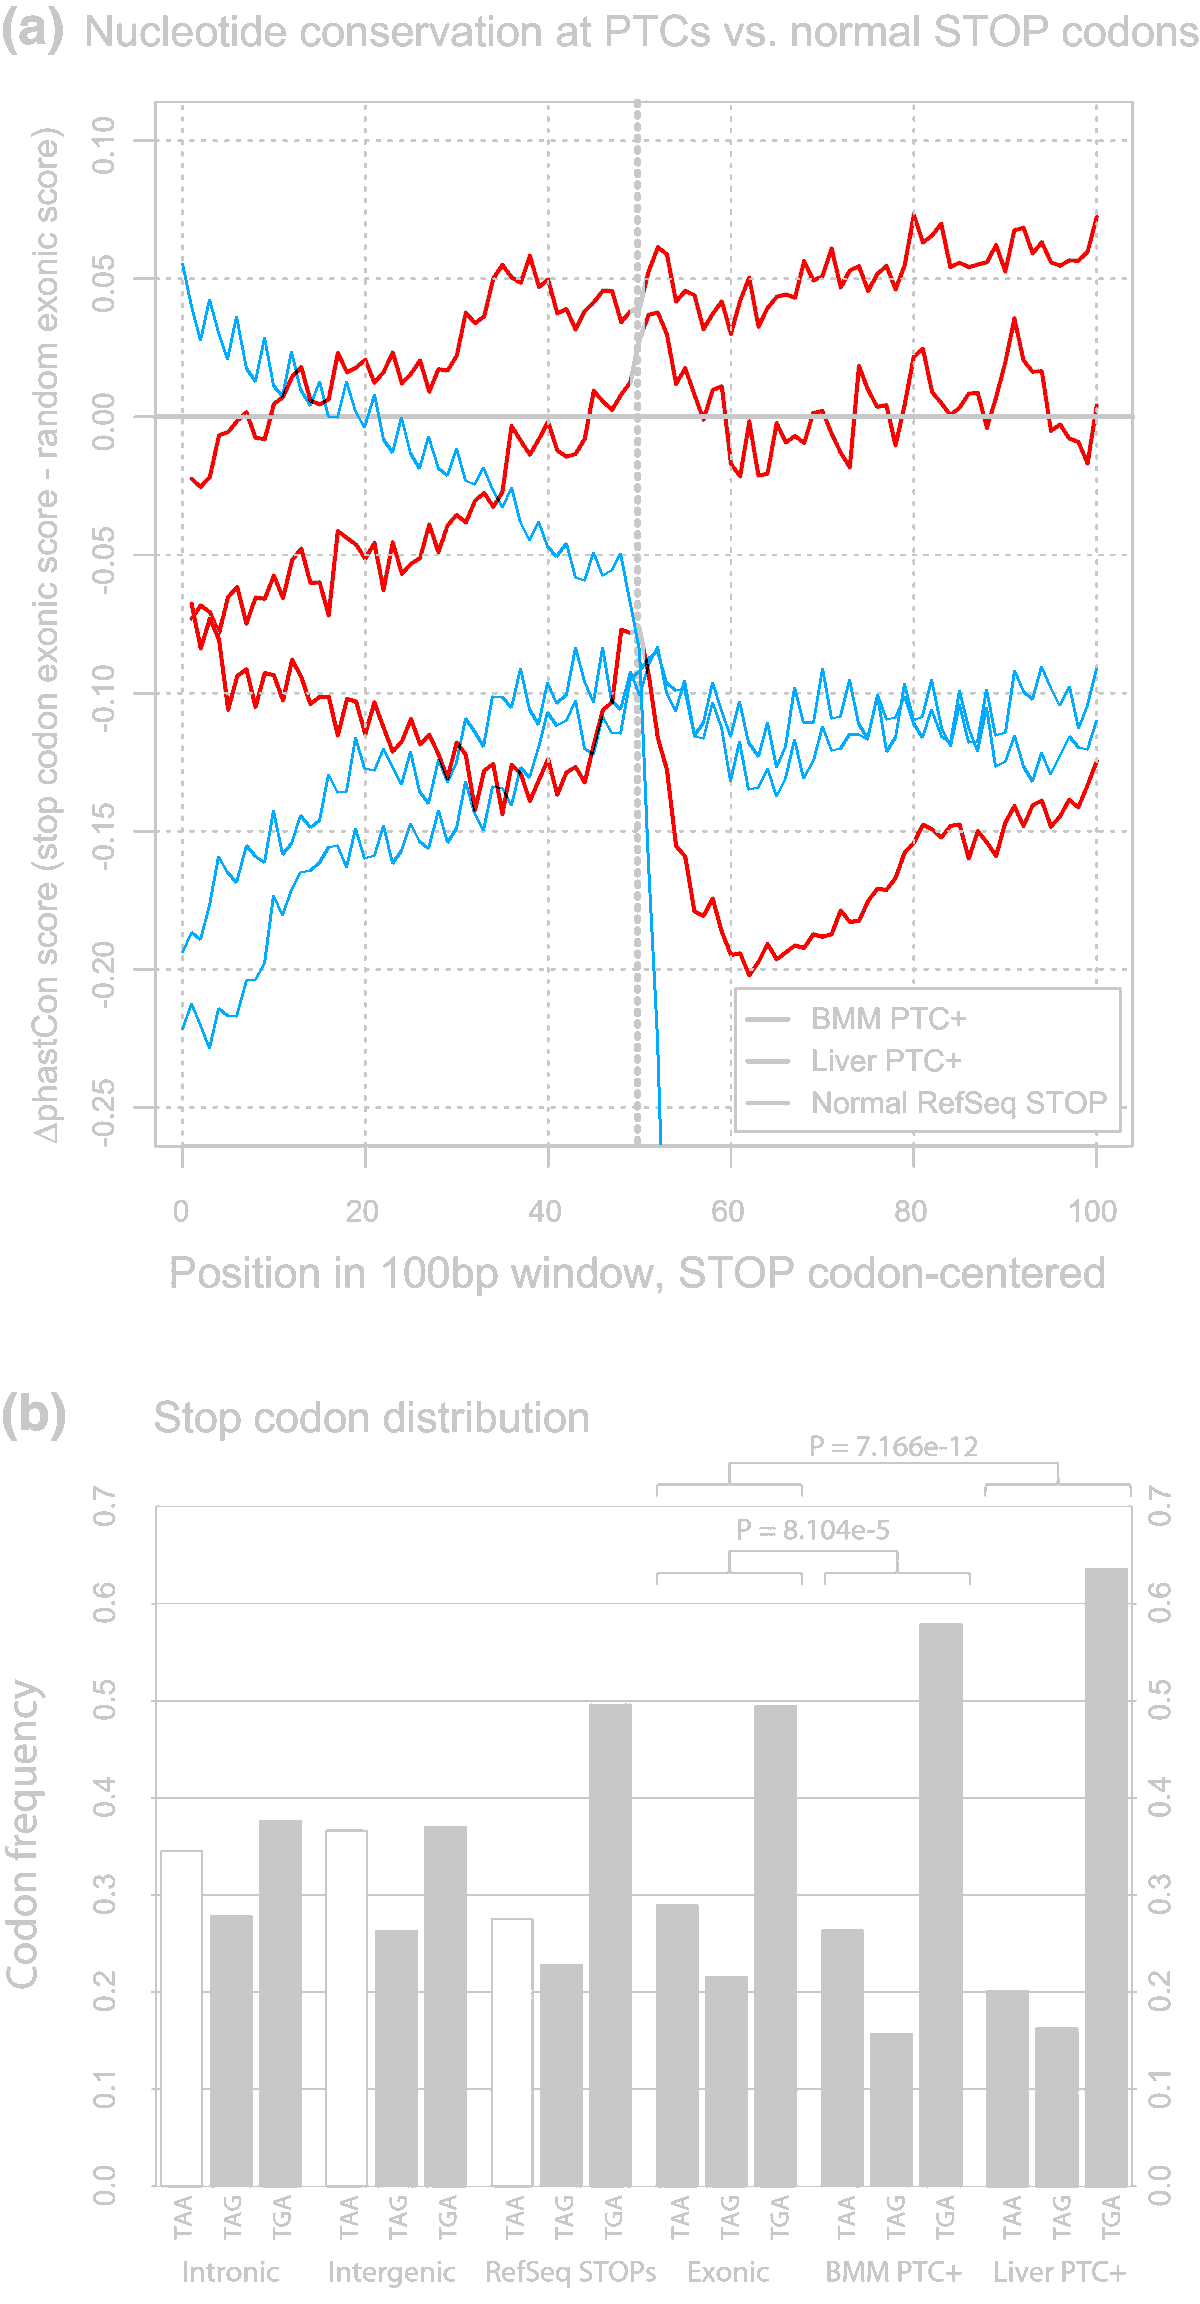 (a) Nucleotide conservation at PTCs vs. normal STOP codons
ΔphastCon score (stop codon exonic score - random exonic score)
0.10
0.05
0.00
-0.05
-0.10
-0.15
-0.20
-0.25
BMM PTC+
Liver PTC+
Normal RefSeq STOP
0 20 40 60 80 100
Position in 100bp window, STOP codon-centered
(b) Stop codon distribution
P = 7.166e-12
P = 8.104e-5
Codon frequency
0.7 0.7
0.6 0.6
0.5 0.5
0.4 0.4
0.3 0.3
0.2 0.2
0.1 0.1
0.0 0.0
TAA TAG TGA TAA TAG TGA TAA TAG TGA TAA TAG TGA TAA TAG TGA TAA TAG TGA
Intronic Intergenic RefSeq STOPs Exonic BMM PTC+ Liver PTC+